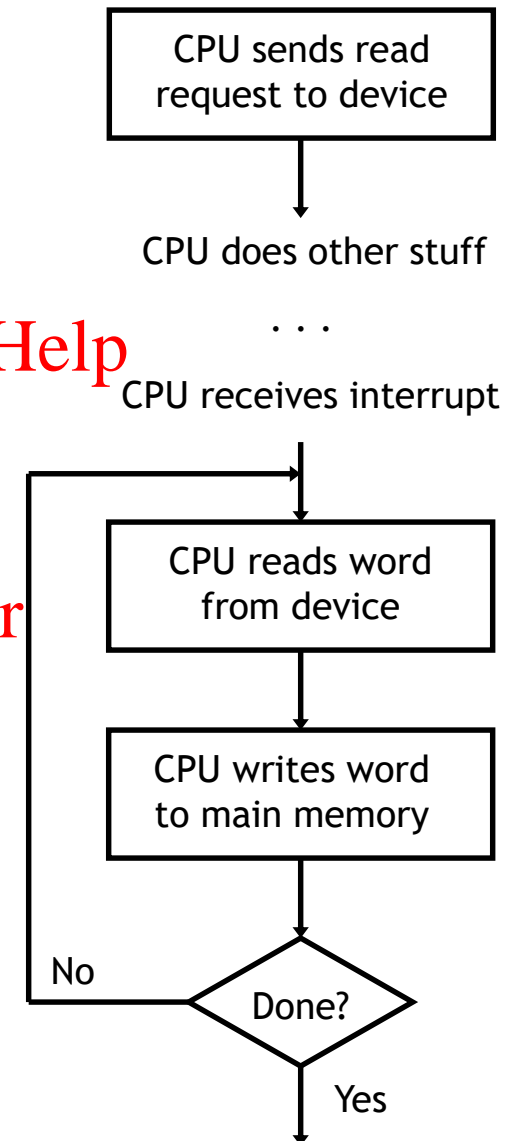 CPU sends read
request to device
CPU does other stuff
. . .
Help
CPU receives interrupt
CPU reads word
from device
r
CPU writes word
to main memory
No
Done?
Yes